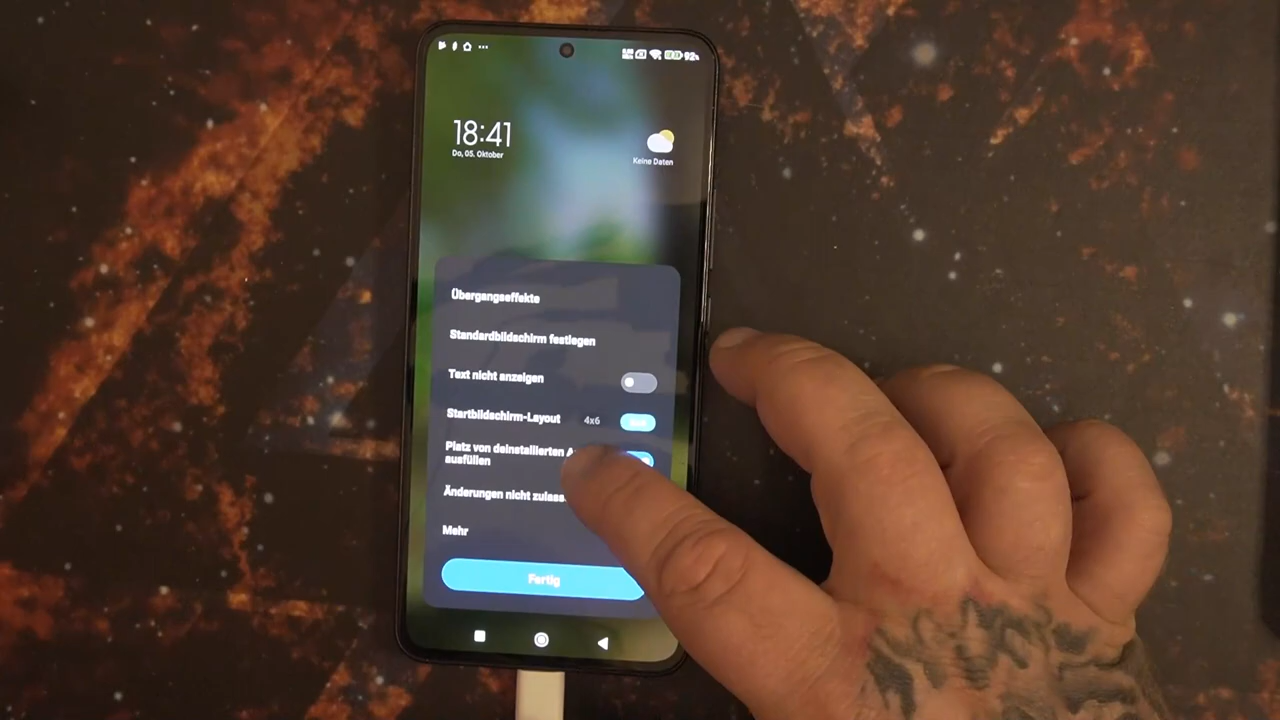 92%
18:41
Do, 05. Oktober
Keine Daten
Übergangseffekte
Standardbildschirm festlegen
Text nicht anzeigen
Startbildschirm-Layout 4x6
Platz von deinstallierten
ausfüllen
Änderungen nicht
Mehr
Fertig